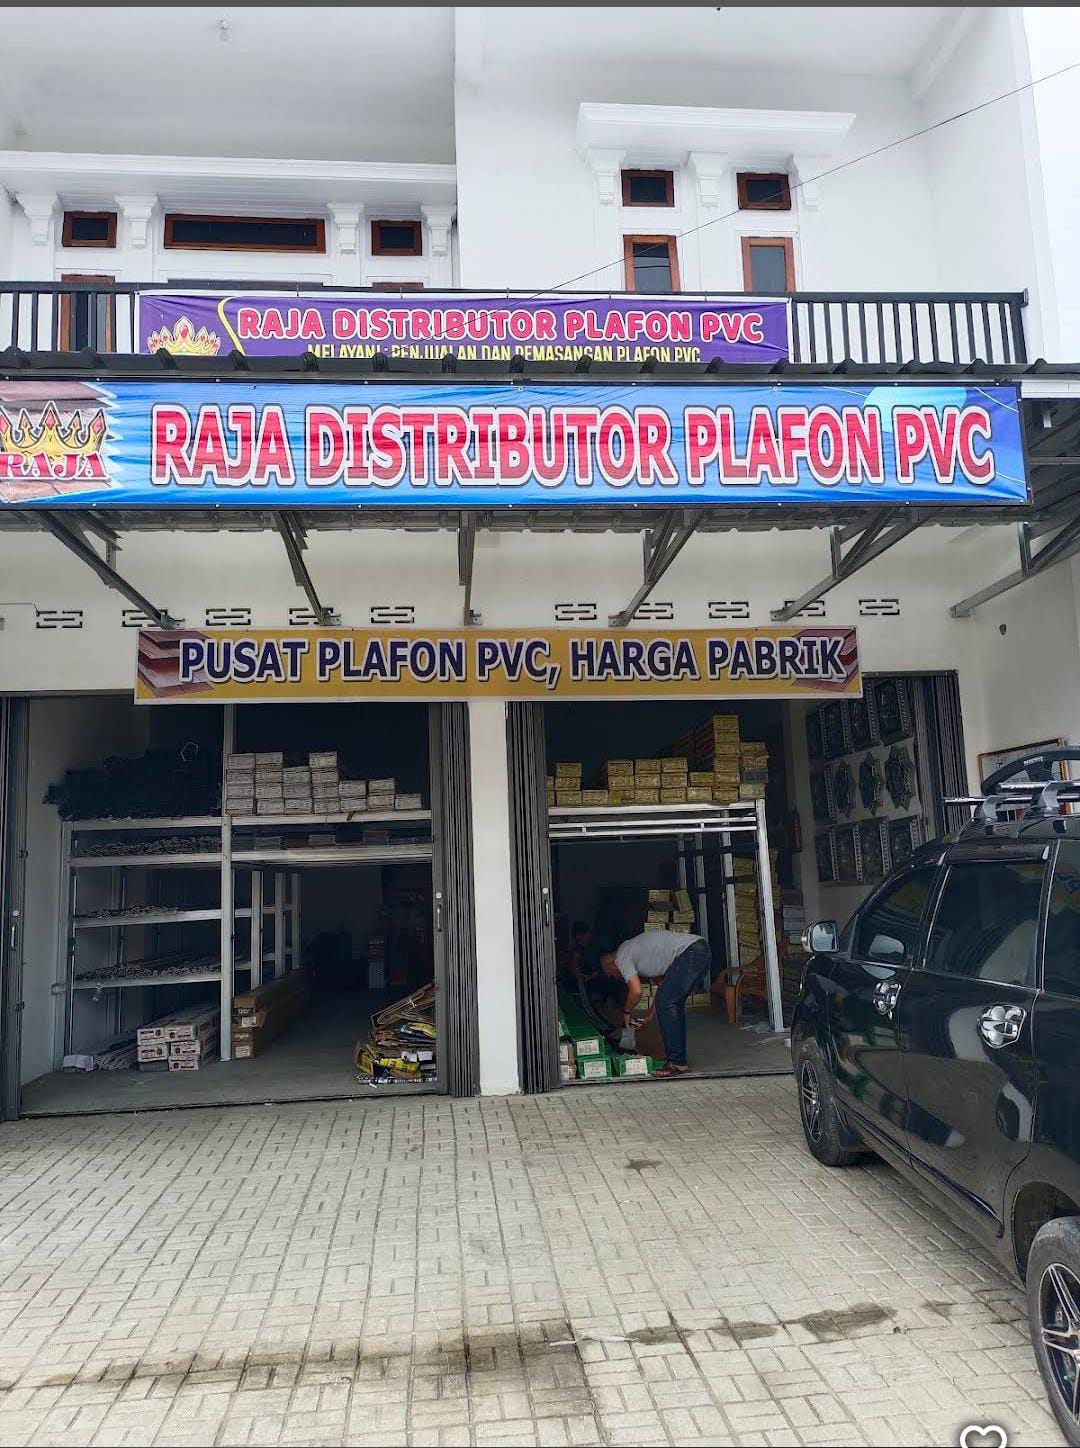 RAJA DISTRIBUTOR PLAFON PVC
MELAYANI : PENJUALAN DAN PEMASANGAN PLAFON PVC
RAJA
RAJA DISTRIBUTOR PLAFON PVC
PUSAT PLAFON PVC, HARGA PABRIK